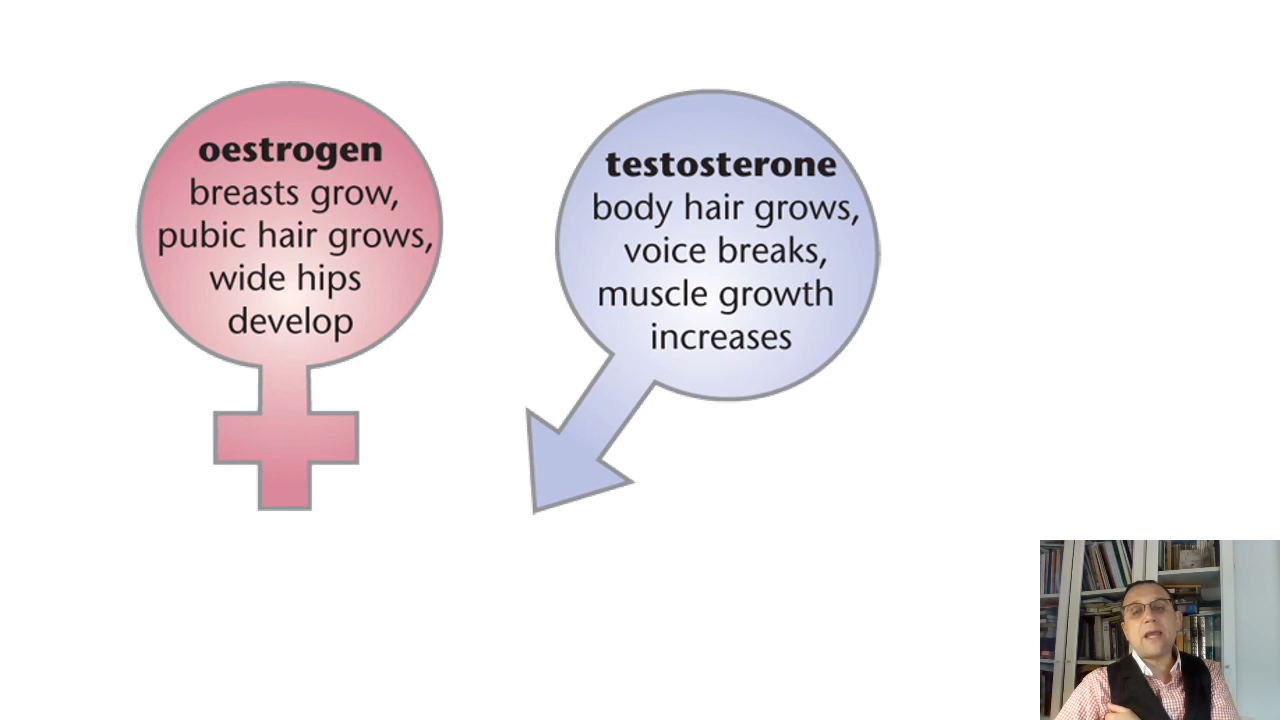 oestrogen
breasts grow,
pubic hair grows,
wide hips
develop
testosterone
body hair grows,
voice breaks,
muscle growth
increases